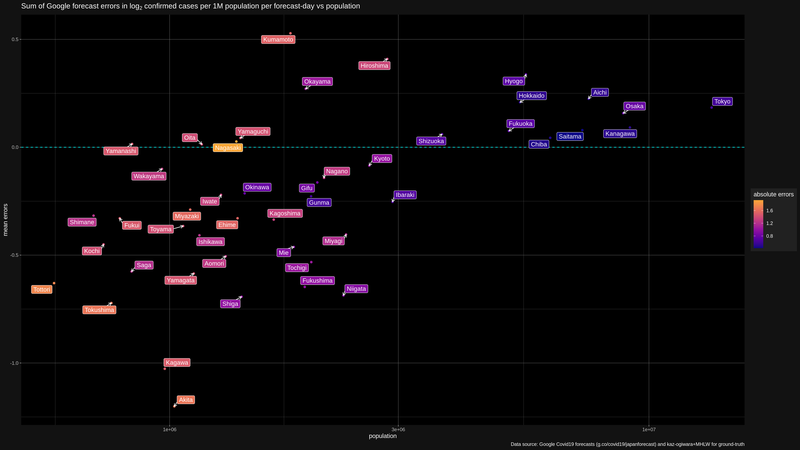 Sum of Google forecast errors in log₂ confirmed cases per 1M population per forecast-day vs population
0.5
Kumamoto
Hiroshima
Okayama
Hyogo
Hokkaido
Aichi
Osaka
Tokyo
Fukuoka
Kanagawa
Saitama
Chiba
Shizuoka
Yamaguchi
Oita
0.0
Nagasaki
Yamanashi
Kyoto
Nagano
Wakayama
Okinawa
Gifu
Ibaraki
Iwate
Gunma
Kagoshima
Miyazaki
Shimane
Fukui
Toyama
Ehime
Ishikawa
Miyagi
Kochi
Mie
-0.5
Saga
Aomori
Tochigi
Yamagata
Fukushima
Tottori
Niigata
Tokushima
Shiga
Kagawa
-1.0
Akita
mean errors
1e+06
3e+06
1e+07
population
absolute errors
1.6
1.2
0.8
Data source: Google Covid19 forecasts (g.co/covid19/japanforecast) and kaz-ogiwara+MHLW for ground-truth